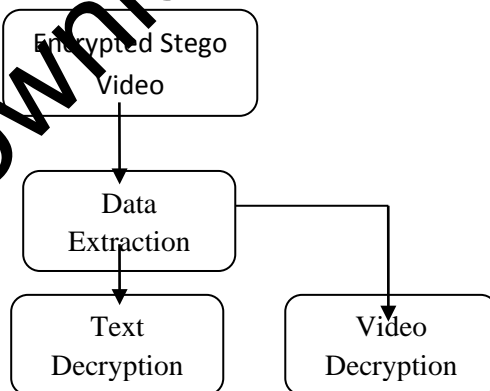 Encrypted Stego
Video
Data
Extraction
Text
Decryption
Video
Decryption